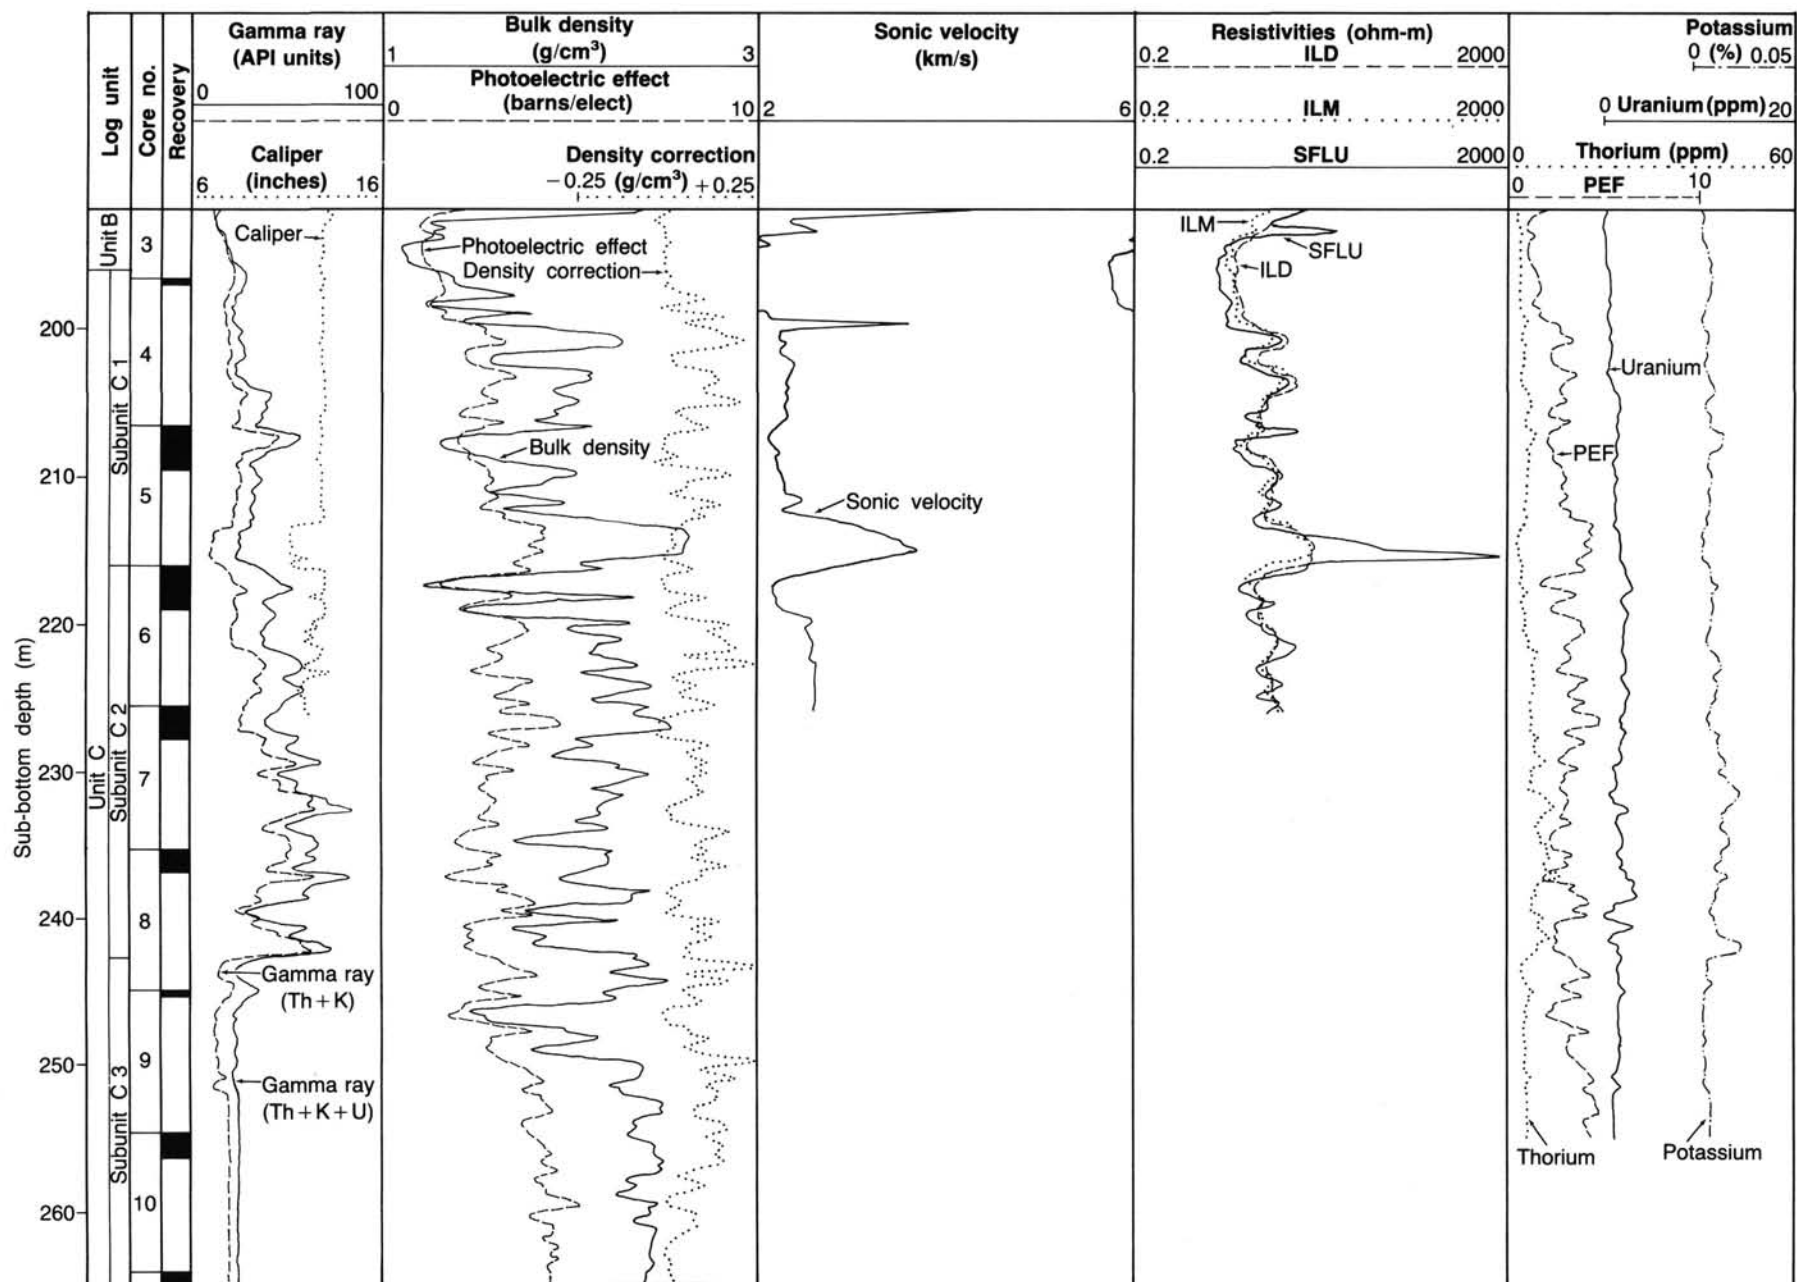 Log unit
Core no.
Recovery
Gamma ray
(API units)
0 100
Caliper
(inches)
6 16
Bulk density
(g/cm³)
1 3
Photoelectric effect
(barns/elect)
0 10
Density correction
−0.25 (g/cm³) +0.25
Sonic velocity
(km/s)
2 6
Resistivities (ohm-m)
0.2 ILD 2000
0.2 ILM 2000
0.2 SFLU 2000
Potassium
0 (%) 0.05
0 Uranium (ppm) 20
0 Thorium (ppm) 60
PEF
0 10
Sub-bottom depth (m)
200
210
220
230
240
250
260
Unit B
Unit C
Subunit C 1
Subunit C 2
Subunit C 3
3
4
5
6
7
8
9
10
Caliper
Gamma ray
(Th+K)
Gamma ray
(Th+K+U)
Photoelectric effect
Density correction
Bulk density
Sonic velocity
ILM
SFLU
ILD
Uranium
PEF
Thorium
Potassium